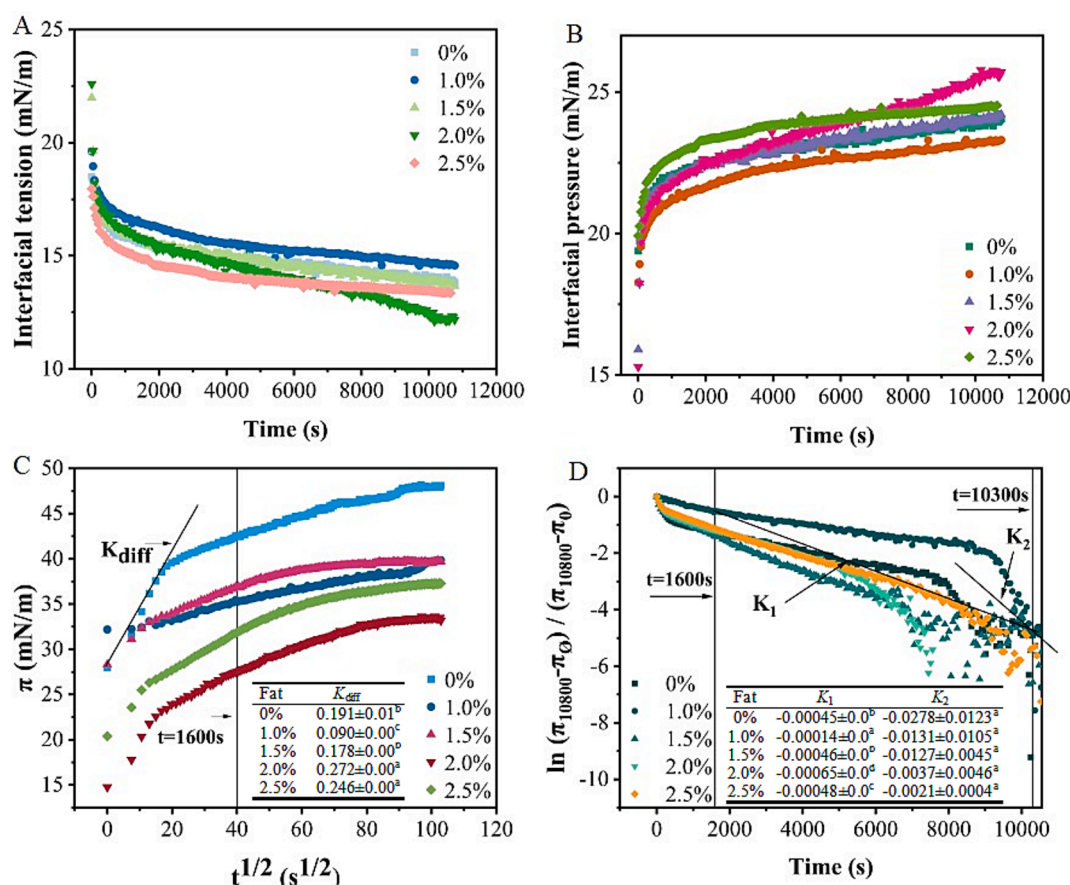 A
Interfacial tension (mN/m)
25
20
15
10
0 2000 4000 6000 8000 10000 12000
Time (s)
0%
1.0%
1.5%
2.0%
2.5%
B
Interfacial pressure (mN/m)
25
20
15
0 2000 4000 6000 8000 10000 12000
Time (s)
0%
1.0%
1.5%
2.0%
2.5%
C
π (mN/m)
50
45
40
35
30
25
20
15
0 20 40 60 80 100 120
t1/2 (s1/2)
Kdiff
t=1600s
0%
1.0%
1.5%
2.0%
2.5%
Fat Kdiff
0% 0.191±0.01b
1.0% 0.090±0.00c
1.5% 0.178±0.00b
2.0% 0.272±0.00a
2.5% 0.246±0.00a
D
ln (π10800-πØ) / (π10800-π0)
0
-2
-4
-6
-8
-10
0 2000 4000 6000 8000 10000
Time (s)
t=10300s
K2
t=1600s
K1
0%
1.0%
1.5%
2.0%
2.5%
Fat K1 K2
0% -0.00045±0.0b -0.0278±0.0123a
1.0% -0.00014±0.0a -0.0131±0.0105a
1.5% -0.00046±0.0b -0.0127±0.0045a
2.0% -0.00065±0.0d -0.0037±0.0046a
2.5% -0.00048±0.0c -0.0021±0.0004a